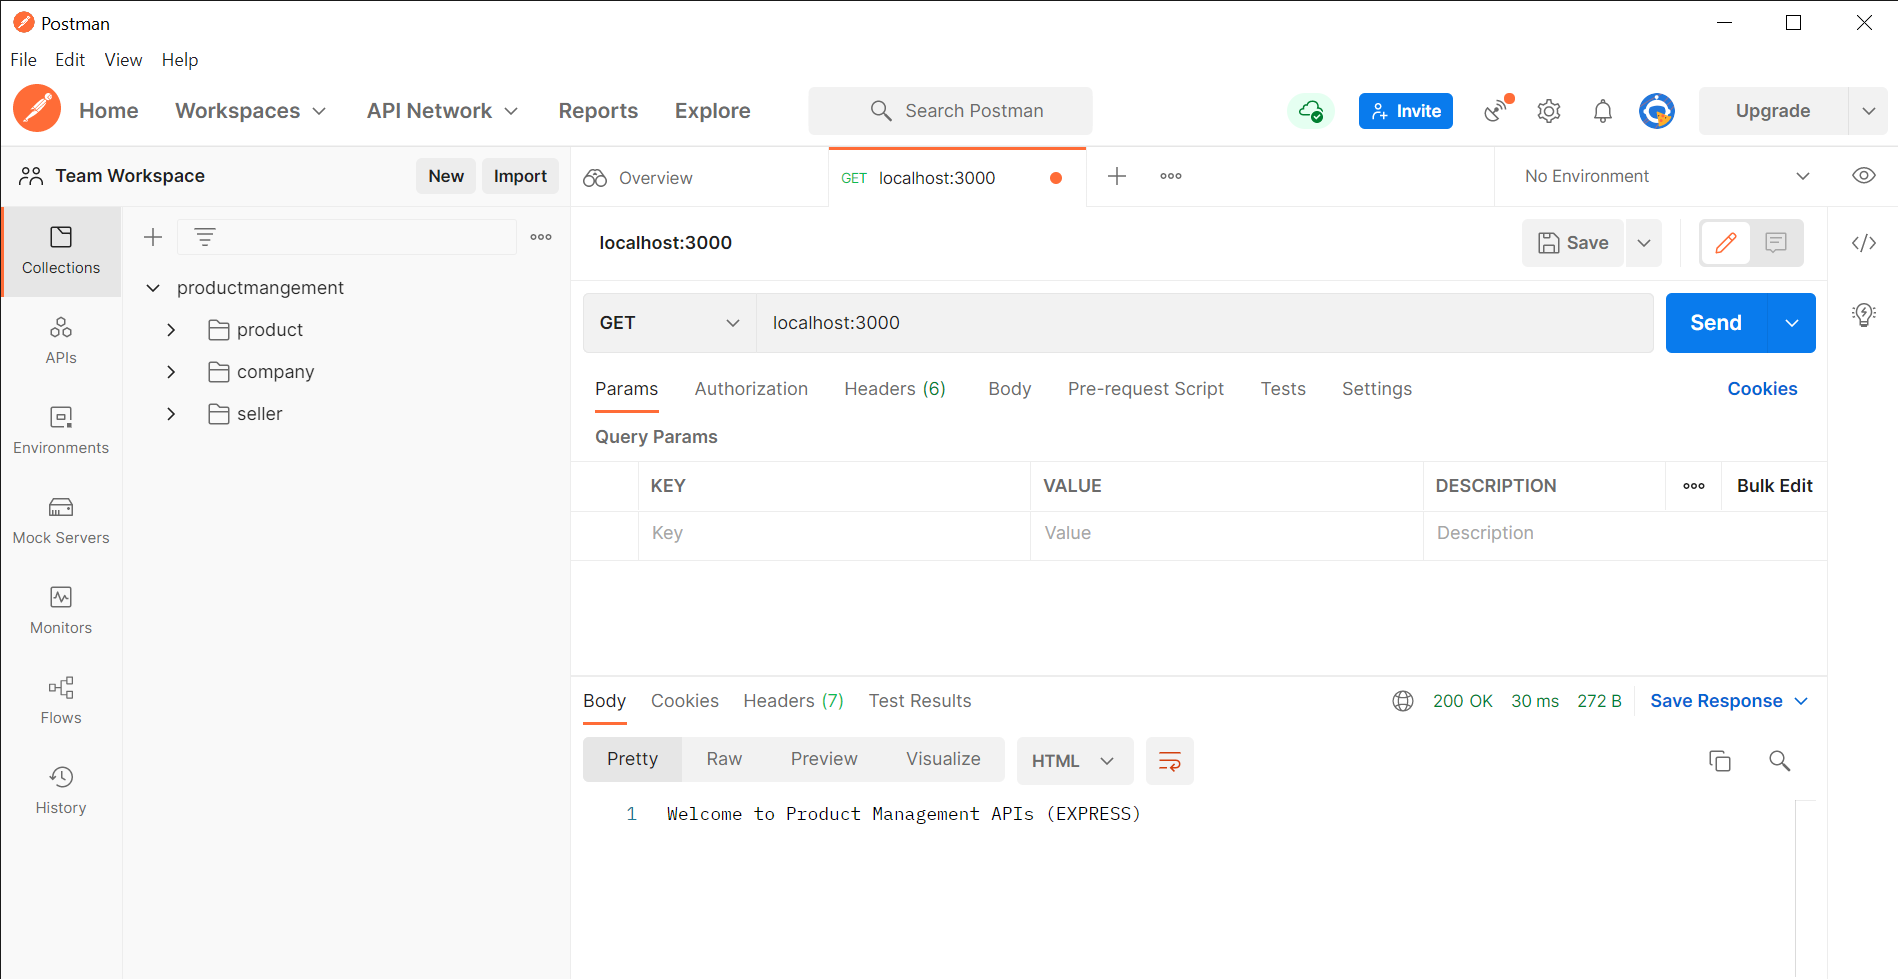 Postman
File Edit View Help
Home Workspaces API Network Reports Explore Search Postman Invite Upgrade
Team Workspace New Import
Overview GET localhost:3000 No Environment
Collections
APIs
Environments
Mock Servers
Monitors
Flows
History
productmangement
product
company
seller
localhost:3000 Save
GET localhost:3000 Send
Params Authorization Headers (6) Body Pre-request Script Tests Settings Cookies
Query Params
KEY VALUE DESCRIPTION Bulk Edit
Key Value Description
Body Cookies Headers (7) Test Results 200 OK 30 ms 272 B Save Response
Pretty Raw Preview Visualize HTML
1 Welcome to Product Management APIs (EXPRESS)